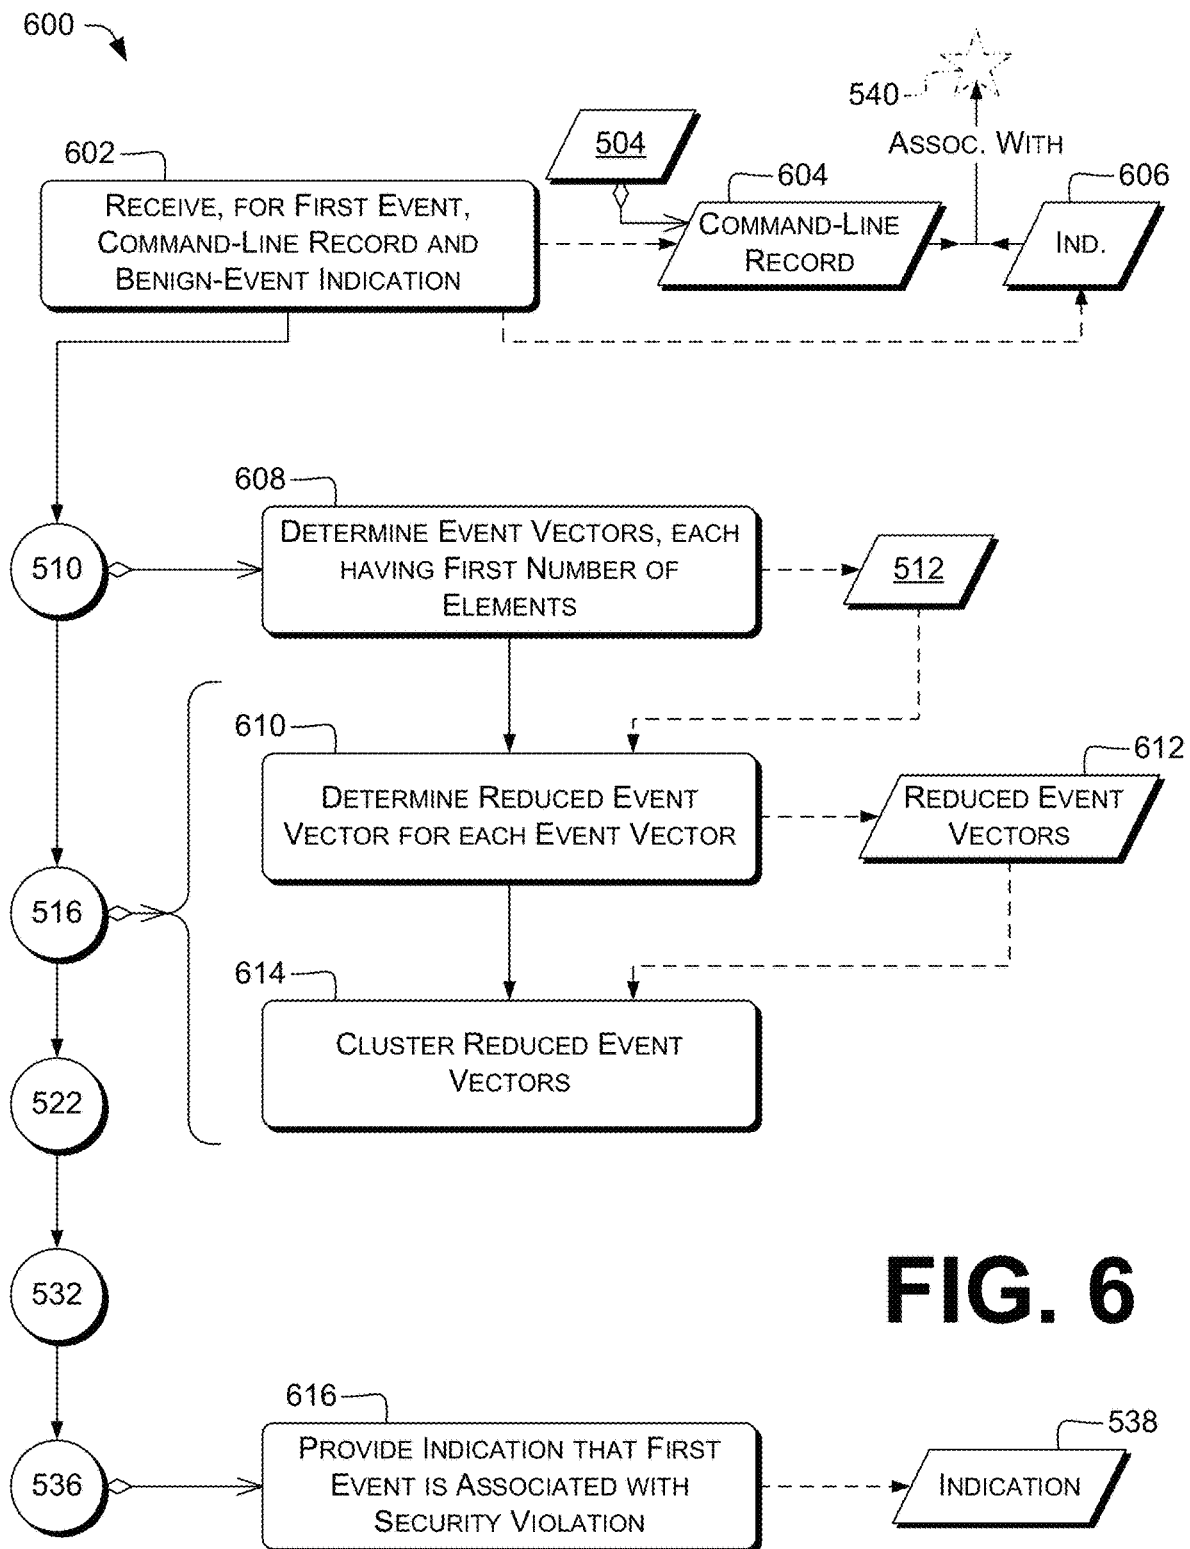 600
540
504
ASSOC. WITH
602
604
606
RECEIVE, FOR FIRST EVENT,
COMMAND-LINE RECORD AND
BENIGN-EVENT INDICATION
COMMAND-LINE
RECORD
IND.
608
510
DETERMINE EVENT VECTORS, EACH
HAVING FIRST NUMBER OF
ELEMENTS
512
610
612
DETERMINE REDUCED EVENT
VECTOR FOR EACH EVENT VECTOR
REDUCED EVENT
VECTORS
516
614
CLUSTER REDUCED EVENT
VECTORS
522
532
FIG. 6
616
538
536
PROVIDE INDICATION THAT FIRST
EVENT IS ASSOCIATED WITH
SECURITY VIOLATION
INDICATION